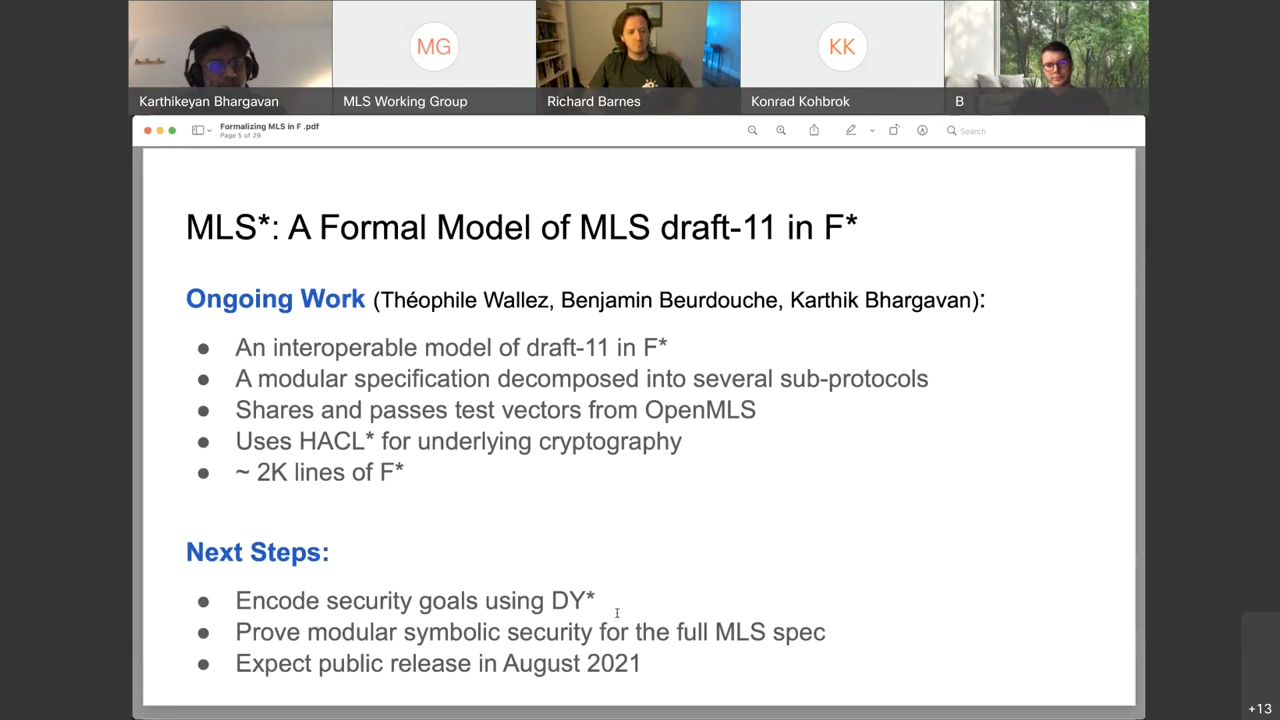 MG
KK
Karthikeyan Bhargavan
MLS Working Group
Richard Barnes
Konrad Kohbrok
B
Formalizing MLS in F .pdf
Page 5 of 29
Search
MLS*: A Formal Model of MLS draft-11 in F*
Ongoing Work (Théophile Wallez, Benjamin Beurdouche, Karthik Bhargavan):
● An interoperable model of draft-11 in F*
● A modular specification decomposed into several sub-protocols
● Shares and passes test vectors from OpenMLS
● Uses HACL* for underlying cryptography
● ~ 2K lines of F*
Next Steps:
● Encode security goals using DY*
● Prove modular symbolic security for the full MLS spec
● Expect public release in August 2021
+13